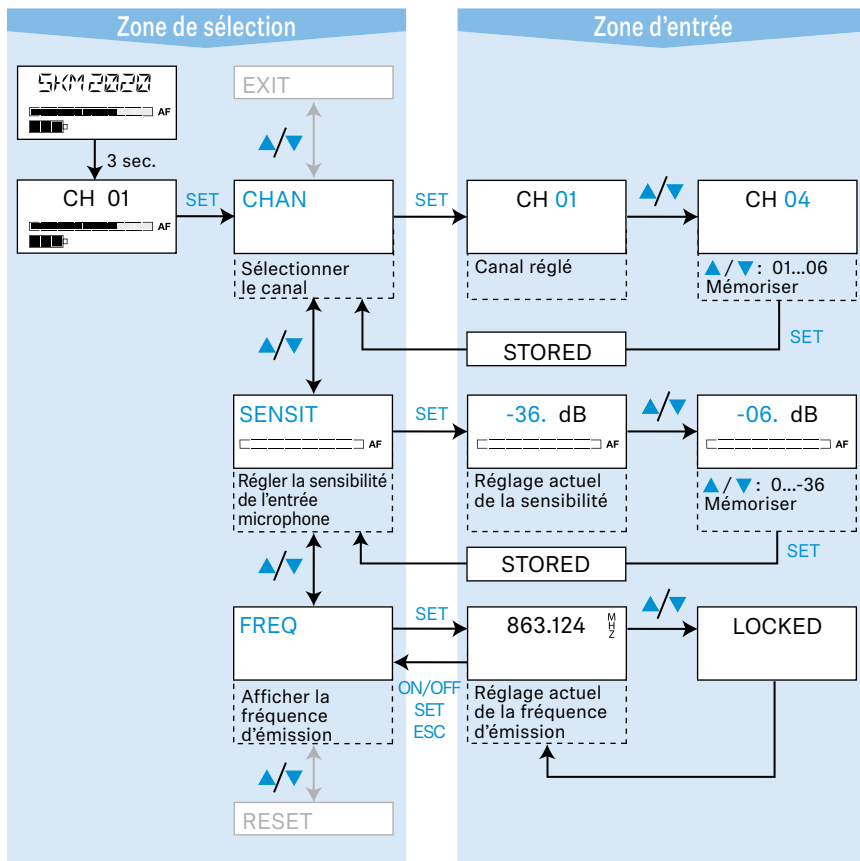 Zone de sélection
Zone d'entrée
SKM2020
AF
3 sec.
CH 01
AF
SET
EXIT
▲/▼
CHAN
Sélectionner
le canal
SET
CH 01
Canal réglé
▲/▼
CH 04
▲/▼: 01...06
Mémoriser
SET
STORED
▲/▼
SENSIT
AF
Régler la sensibilité
de l'entrée
microphone
SET
-36. dB
AF
Réglage actuel
de la sensibilité
▲/▼
-06. dB
AF
▲/▼: 0...-36
Mémoriser
SET
STORED
▲/▼
FREQ
Afficher la
fréquence
d'émission
SET
ON/OFF
SET
ESC
863.124 MHZ
Réglage actuel
de la fréquence
d'émission
▲/▼
LOCKED
▲/▼
RESET